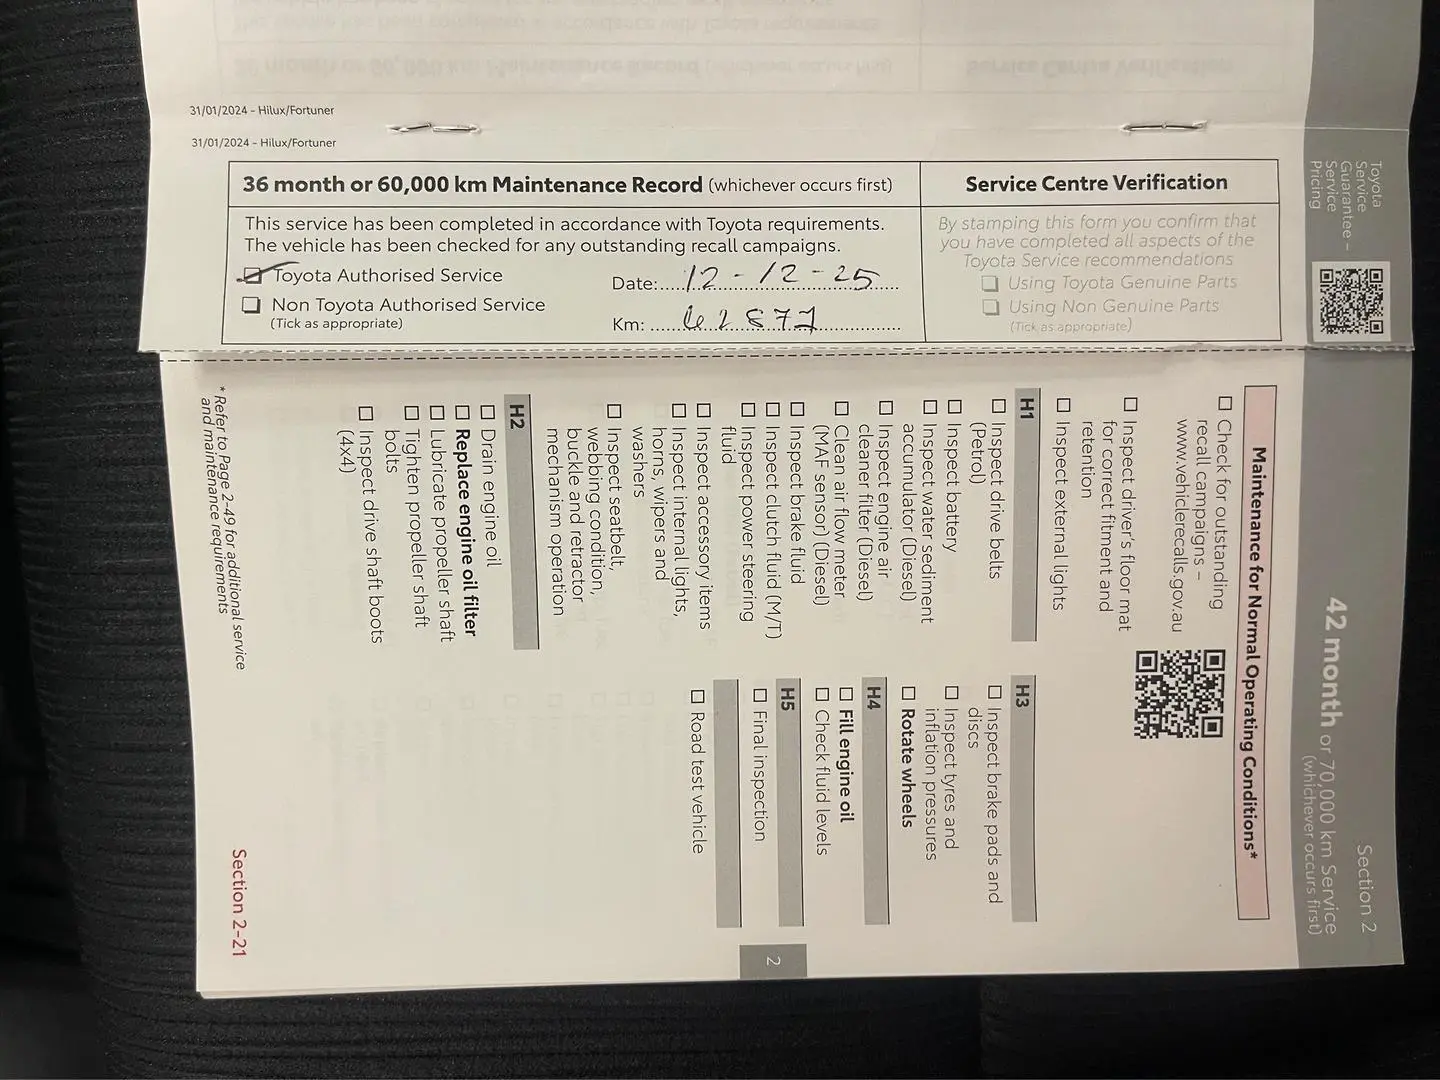 31/01/2024 - Hilux/Fortuner
31/01/2024 - Hilux/Fortuner
36 month or 60,000 km Maintenance Record (whichever occurs first)
This service has been completed in accordance with Toyota requirements.
The vehicle has been checked for any outstanding recall campaigns.
Toyota Authorised Service
Non Toyota Authorised Service
(Tick as appropriate)
Date: 12-12-25
Km: 62877
Service Centre Verification
By stamping this form you confirm that
you have completed all aspects of the
Toyota Service recommendations
Using Toyota Genuine Parts
Using Non Genuine Parts
(Tick as appropriate)
Toyota
Service
Guarantee –
Service
Pricing
Section 2
42 month or 70,000 km Service
(whichever occurs first)
Maintenance for Normal Operating Conditions*
Check for outstanding
recall campaigns –
www.vehiclerecalls.gov.au
Inspect driver's floor mat
for correct fitment and
retention
Inspect external lights
H1
Inspect drive belts
(Petrol)
Inspect battery
Inspect water sediment
accumulator (Diesel)
Inspect engine air
cleaner filter (Diesel)
Clean air flow meter
(MAF sensor) (Diesel)
Inspect brake fluid
Inspect clutch fluid (M/T)
Inspect power steering
fluid
Inspect accessory items
Inspect internal lights,
horns, wipers and
washers
Inspect seatbelt,
webbing condition,
buckle and retractor
mechanism operation
H2
Drain engine oil
Replace engine oil filter
Lubricate propeller shaft
Tighten propeller shaft
bolts
Inspect drive shaft boots
(4x4)
H3
Inspect brake pads and
discs
Inspect tyres and
inflation pressures
Rotate wheels
H4
Fill engine oil
Check fluid levels
H5
Final inspection
Road test vehicle
2
* Refer to Page 2-49 for additional service
and maintenance requirements
Section 2-21